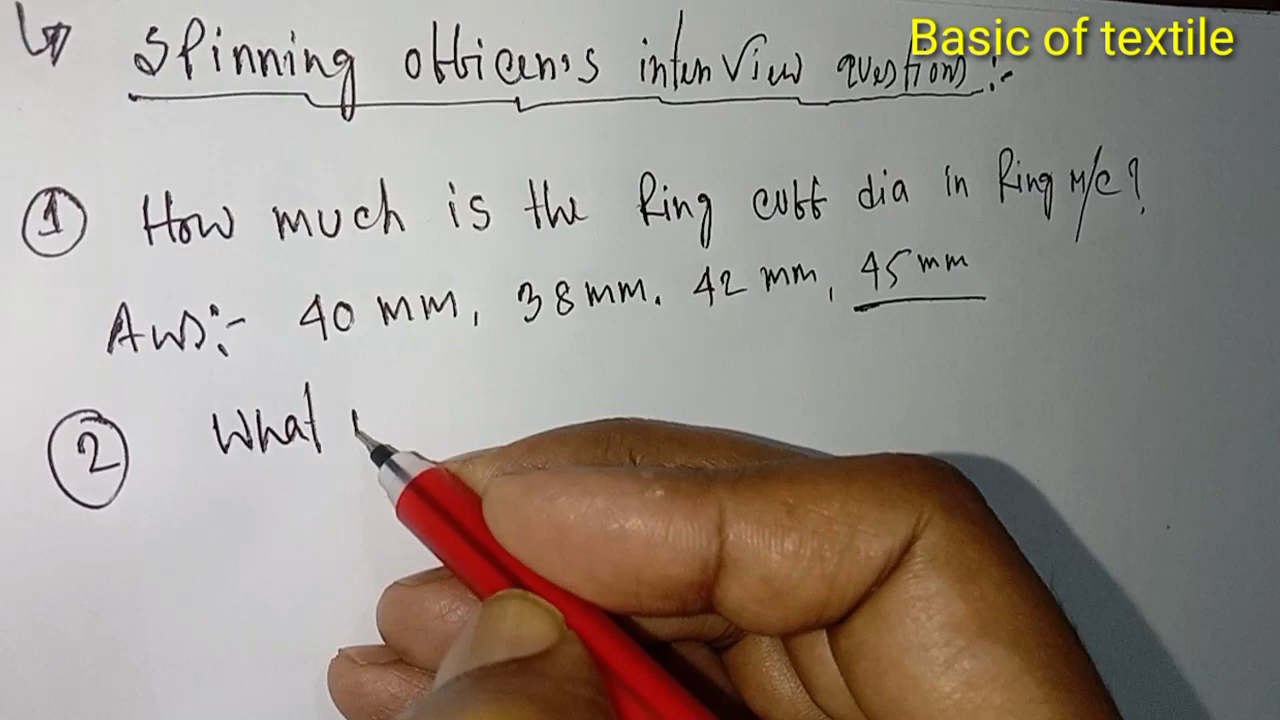 Basic of textile
Spinning officer's interview questions :-
① How much is the Ring cuff dia in Ring M/C?
Ans:- 40 mm, 38 mm. 42 mm, 45 mm
② What